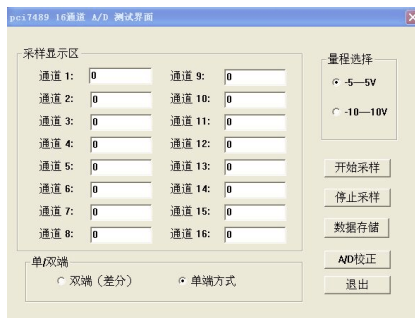 pci7489 16通道 A/D 测试界面
采样显示区
通道 1: 0 通道 9: 0
通道 2: 0 通道 10: 0
通道 3: 0 通道 11: 0
通道 4: 0 通道 12: 0
通道 5: 0 通道 13: 0
通道 6: 0 通道 14: 0
通道 7: 0 通道 15: 0
通道 8: 0 通道 16: 0
量程选择
-5—5V
-10—10V
开始采样
停止采样
数据存储
A/D校正
退出
单/双端
双端（差分） 单端方式